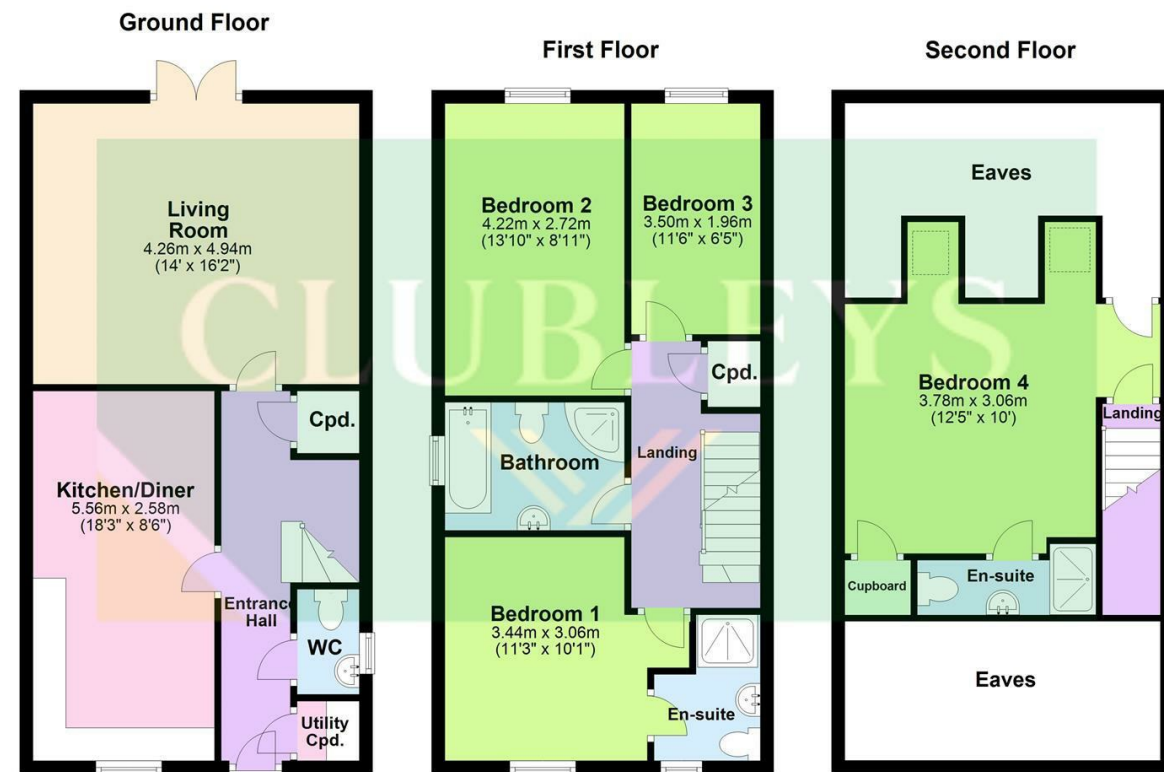 Ground Floor
First Floor
Second Floor
Living
Room
4.26m x 4.94m
(14' x 16'2")
Cpd.
Kitchen/Diner
5.56m x 2.58m
(18'3" x 8'6")
Entrance
Hall
WC
Utility
Cpd.
Bedroom 2
4.22m x 2.72m
(13'10" x 8'11")
Bedroom 3
3.50m x 1.96m
(11'6" x 6'5")
Cpd.
Bathroom
Landing
Bedroom 1
3.44m x 3.06m
(11'3" x 10'1")
En-suite
Eaves
Bedroom 4
3.78m x 3.06m
(12'5" x 10')
Landing
Cupboard
En-suite
Eaves
CLUBLEYS